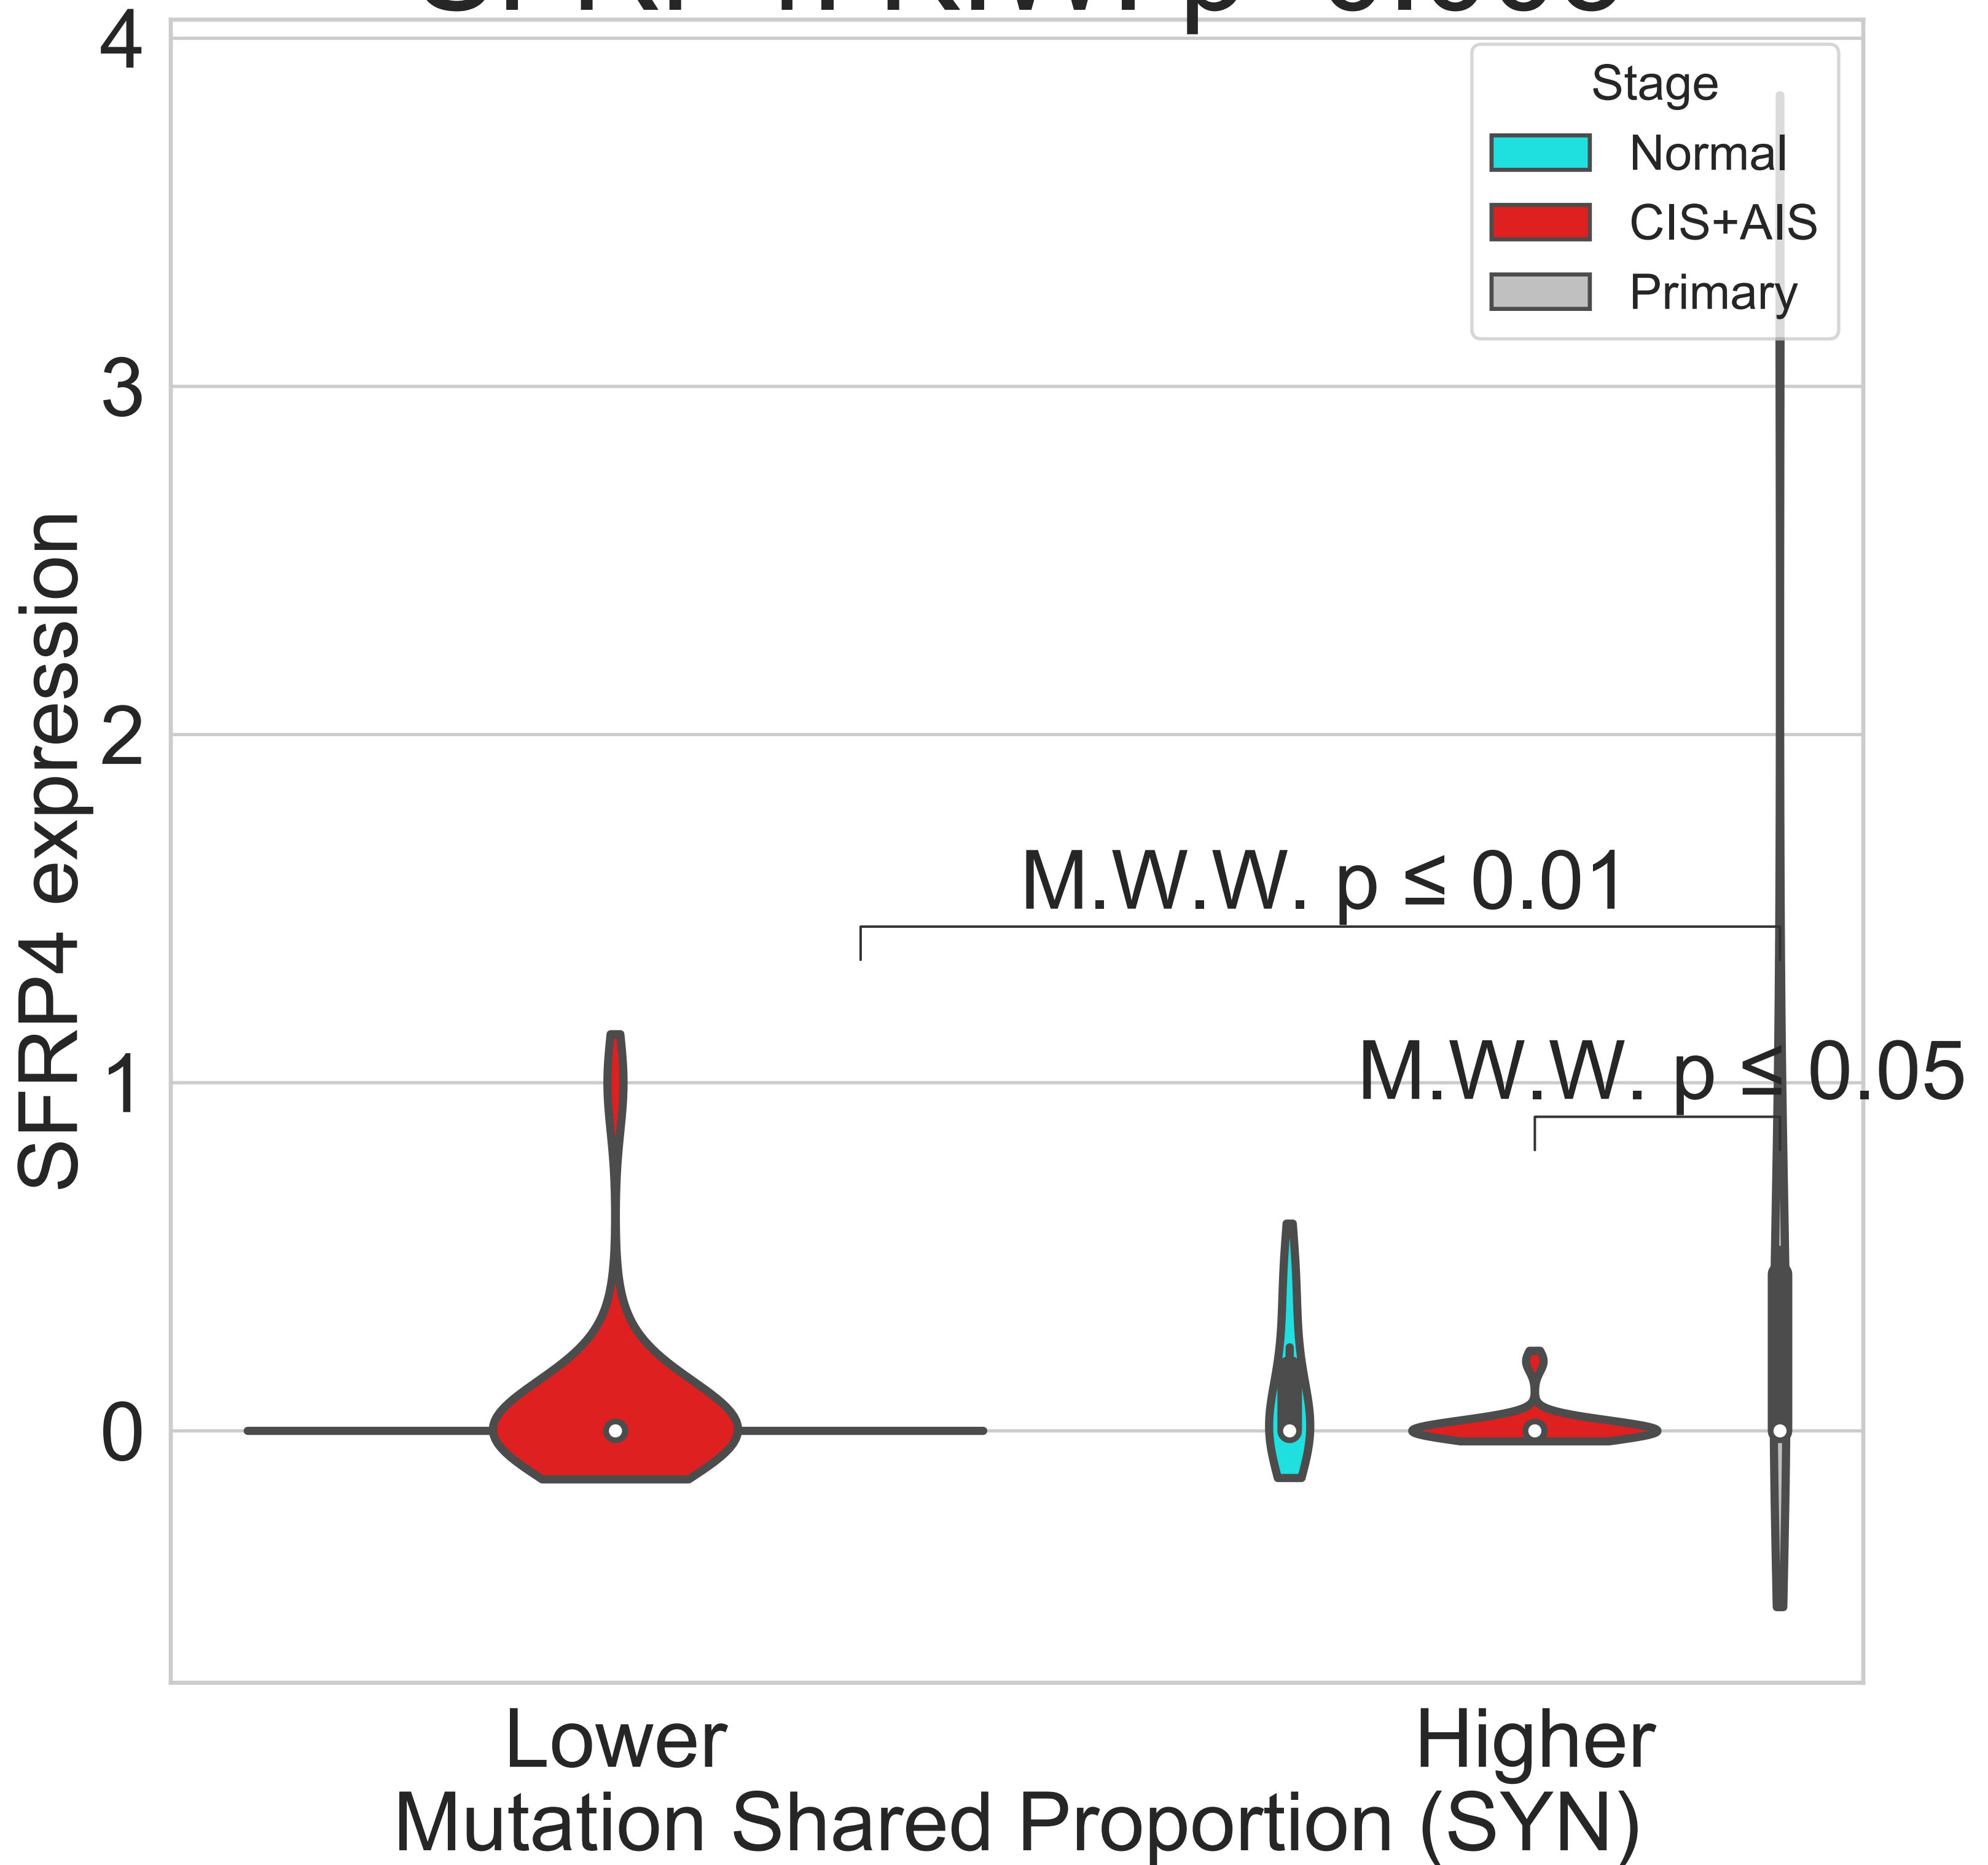 4
3
2
1
0
SFRP4 expression
Stage
Normal
CIS+AIS
Primary
M.W.W. p ≤ 0.01
M.W.W. p ≤ 0.05
Lower
Higher
Mutation Shared Proportion (SYN)